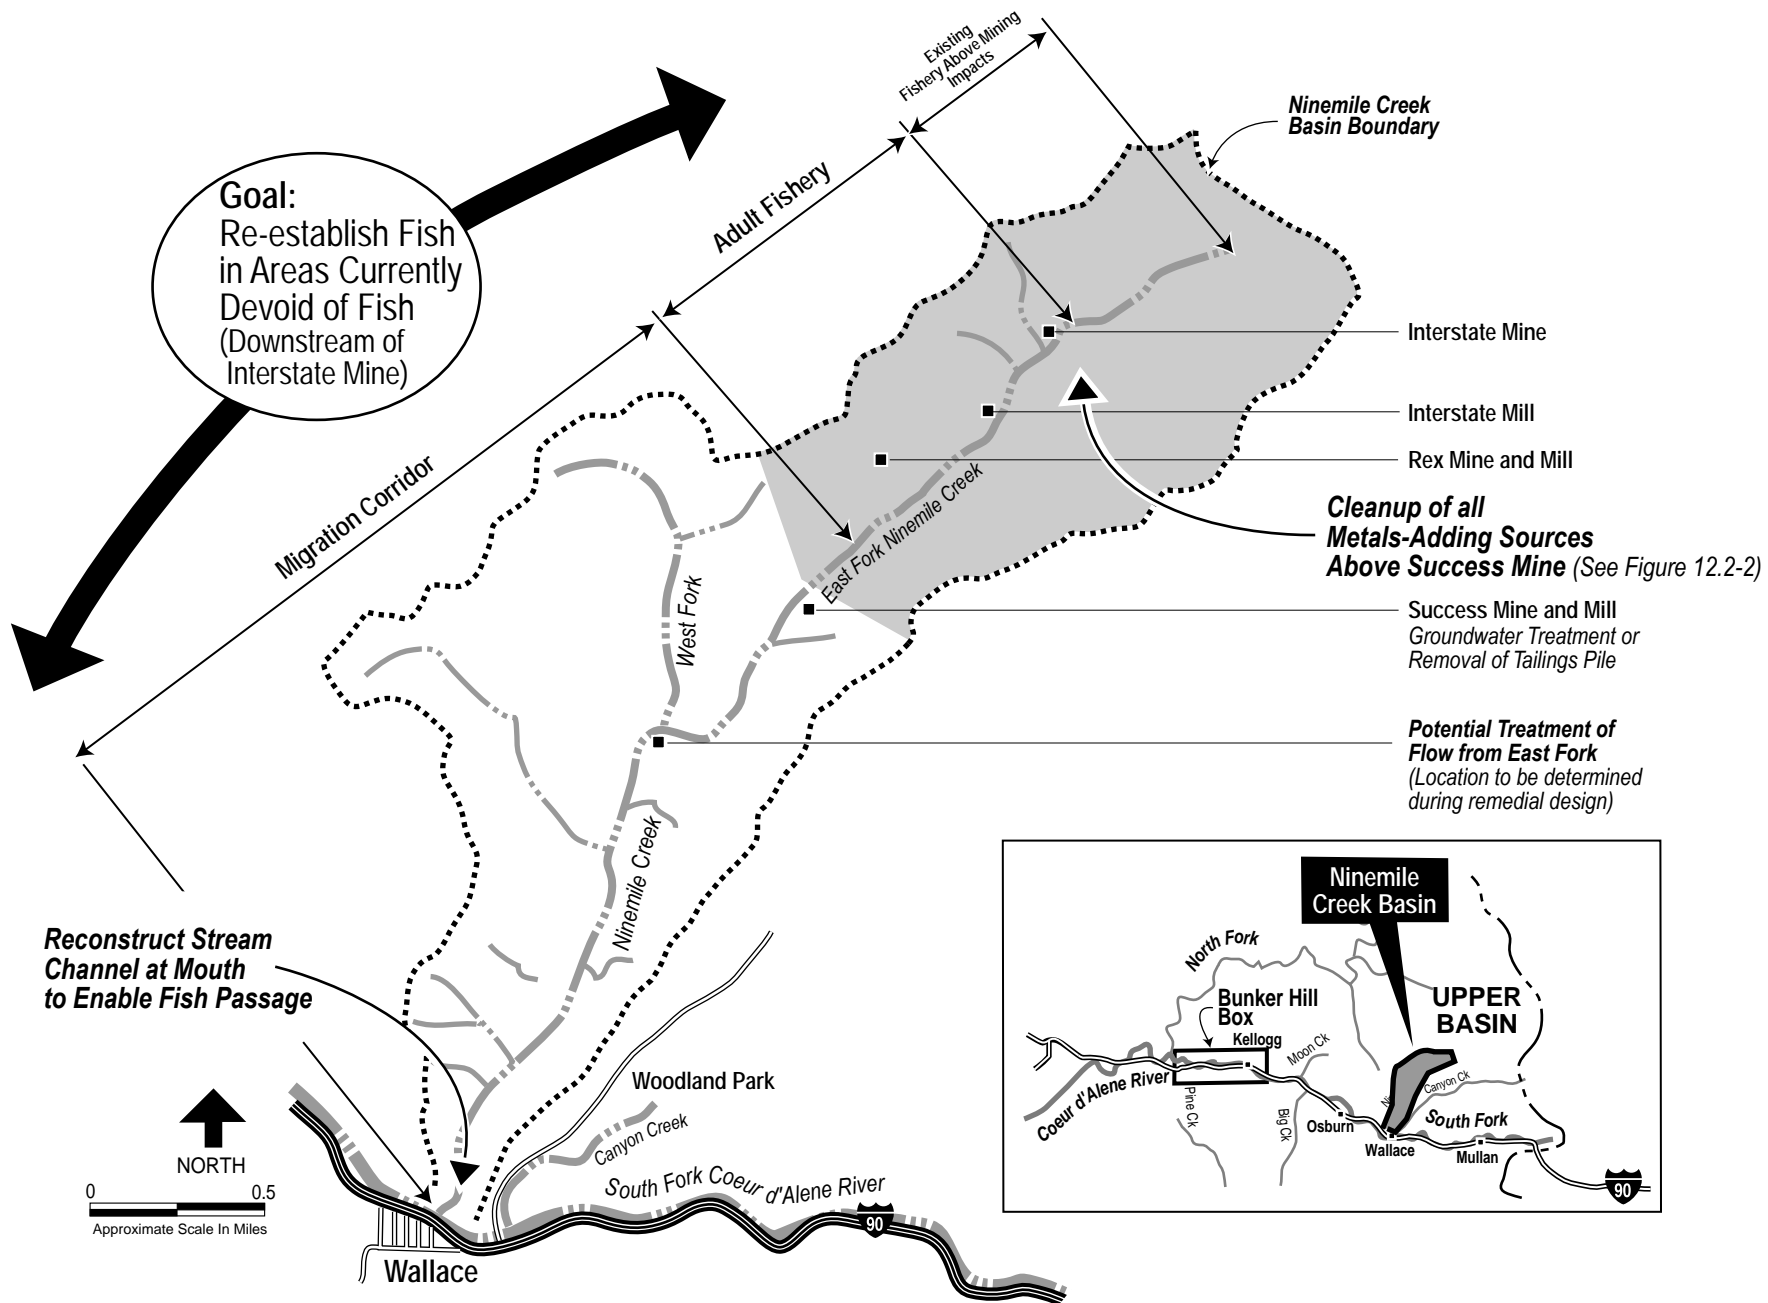 Existing
Fishery Above Mining
Impacts
Ninemile Creek
Basin Boundary
Adult Fishery
Goal:
Re-establish Fish
in Areas Currently
Devoid of Fish
(Downstream of
Interstate Mine)
Migration Corridor
Interstate Mine
Interstate Mill
Rex Mine and Mill
Cleanup of all
Metals-Adding Sources
Above Success Mine (See Figure 12.2-2)
East Fork Ninemile Creek
West Fork
Success Mine and Mill
Groundwater Treatment or
Removal of Tailings Pile
Potential Treatment of
Flow from East Fork
(Location to be determined
during remedial design)
Ninemile Creek
Reconstruct Stream
Channel at Mouth
to Enable Fish Passage
Woodland Park
Canyon Creek
South Fork Coeur d'Alene River
90
Wallace
NORTH
0 0.5
Approximate Scale In Miles
Ninemile
Creek Basin
North Fork
UPPER
BASIN
Bunker Hill
Box
Kellogg
Moon Ck
Coeur d'Alene River
Pine Ck
Big Ck
Osburn
Canyon Ck
South Fork
Wallace
Mullan
90